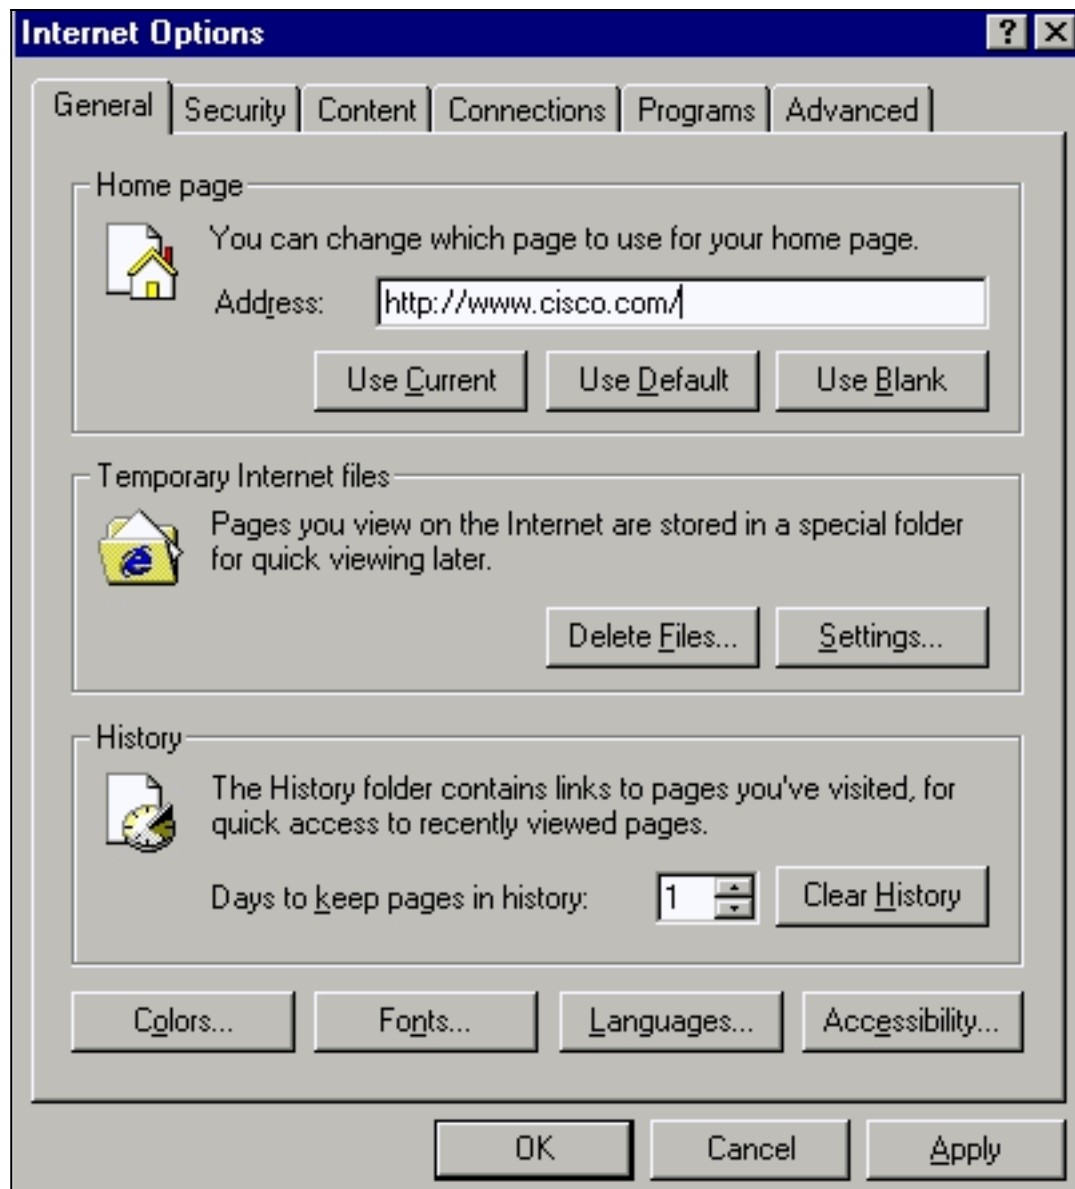 Internet Options
General Security Content Connections Programs Advanced
Home page
You can change which page to use for your home page.
Address: http://www.cisco.com/
Use Current Use Default Use Blank
Temporary Internet files
Pages you view on the Internet are stored in a special folder
for quick viewing later.
Delete Files... Settings...
History
The History folder contains links to pages you've visited, for
quick access to recently viewed pages.
Days to keep pages in history: 1 Clear History
Colors... Fonts... Languages... Accessibility...
OK Cancel Apply